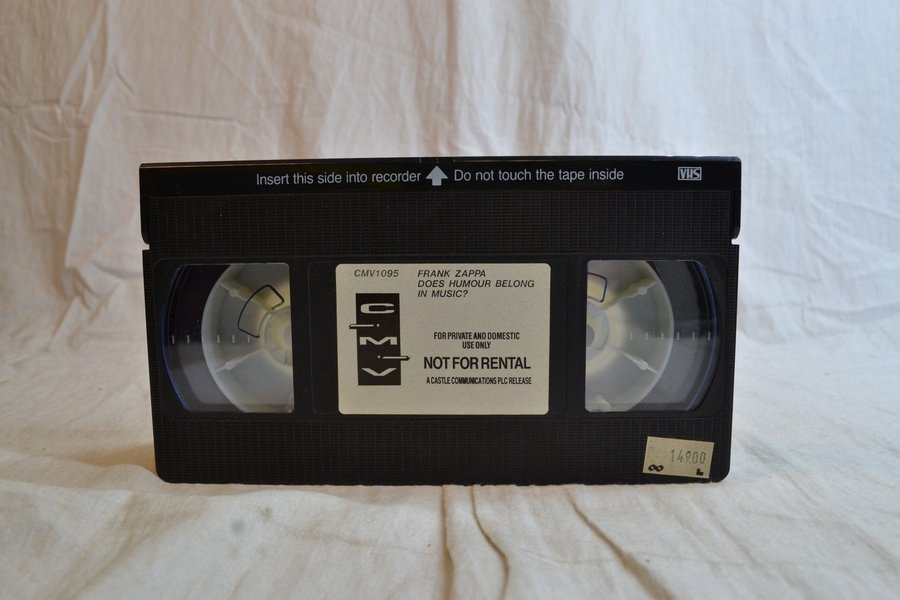 Insert this side into recorder Do not touch the tape inside VHS
CMV1095 FRANK ZAPPA
DOES HUMOUR BELONG
IN MUSIC?
CMV
FOR PRIVATE AND DOMESTIC
USE ONLY
NOT FOR RENTAL
A CASTLE COMMUNICATIONS PLC RELEASE
14900